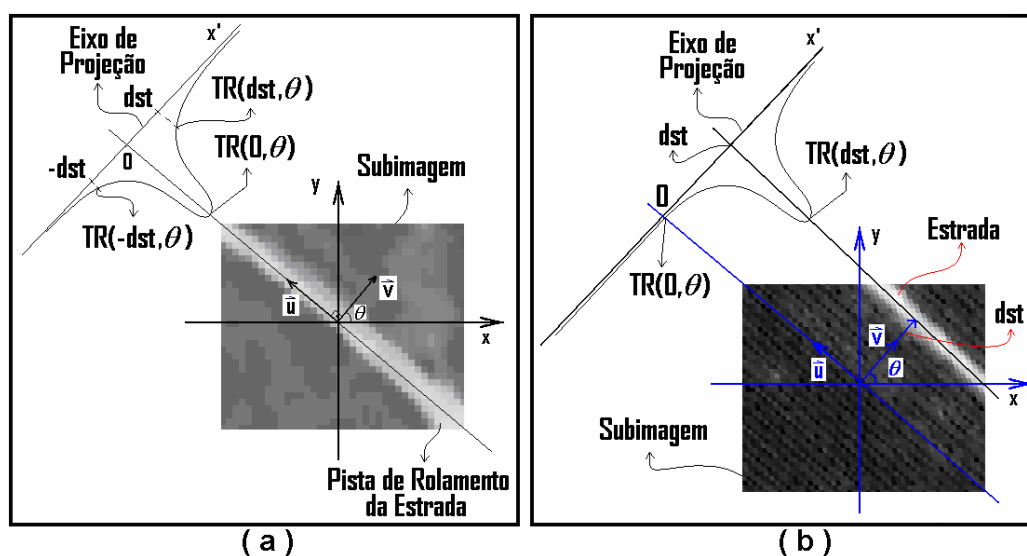 x'
Eixo de
Projeção
dst
TR(dst,θ)
TR(0,θ)
0
-dst
TR(-dst,θ)
y
Subimagem
u
v
θ
x
Pista de Rolamento
da Estrada
( a )
x'
Eixo de
Projeção
dst
TR(dst,θ)
0
TR(0,θ)
y
Estrada
dst
v
u
θ
x
Subimagem
( b )